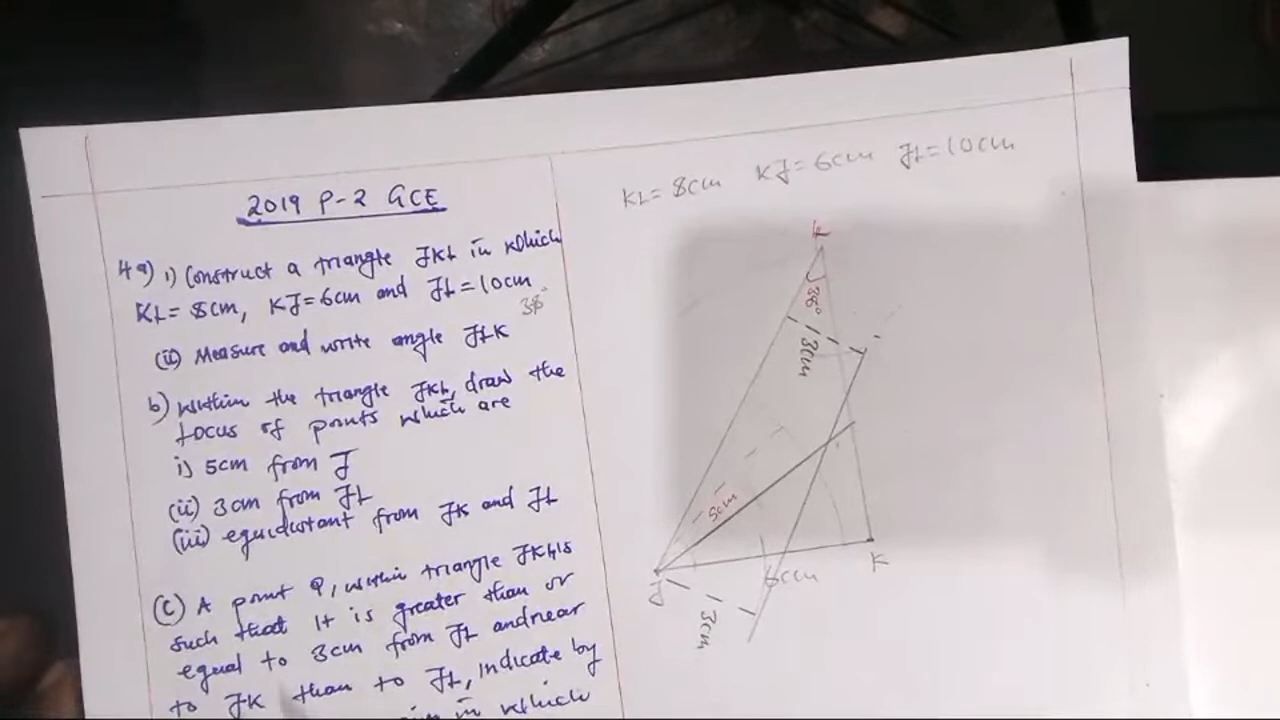 2019 P-2 GCE
4a) i) Construct a triangle JKL in which
KL = 8cm, KJ = 6cm and JL = 10cm
38°
(ii) Measure and write angle JLK
b) Within the triangle JKL, draw the
locus of points which are
i) 5cm from J
(ii) 3cm from JL
(iii) equidistant from JK and JL
(c) A point Q, within triangle JKL, is
such that it is greater than or
equal to 3cm from JL and near
to JK than to JL, indicate by
in which
KL = 8cm KJ = 6cm JL = 10cm
38°
3cm
5cm
J
6cm
K
3cm